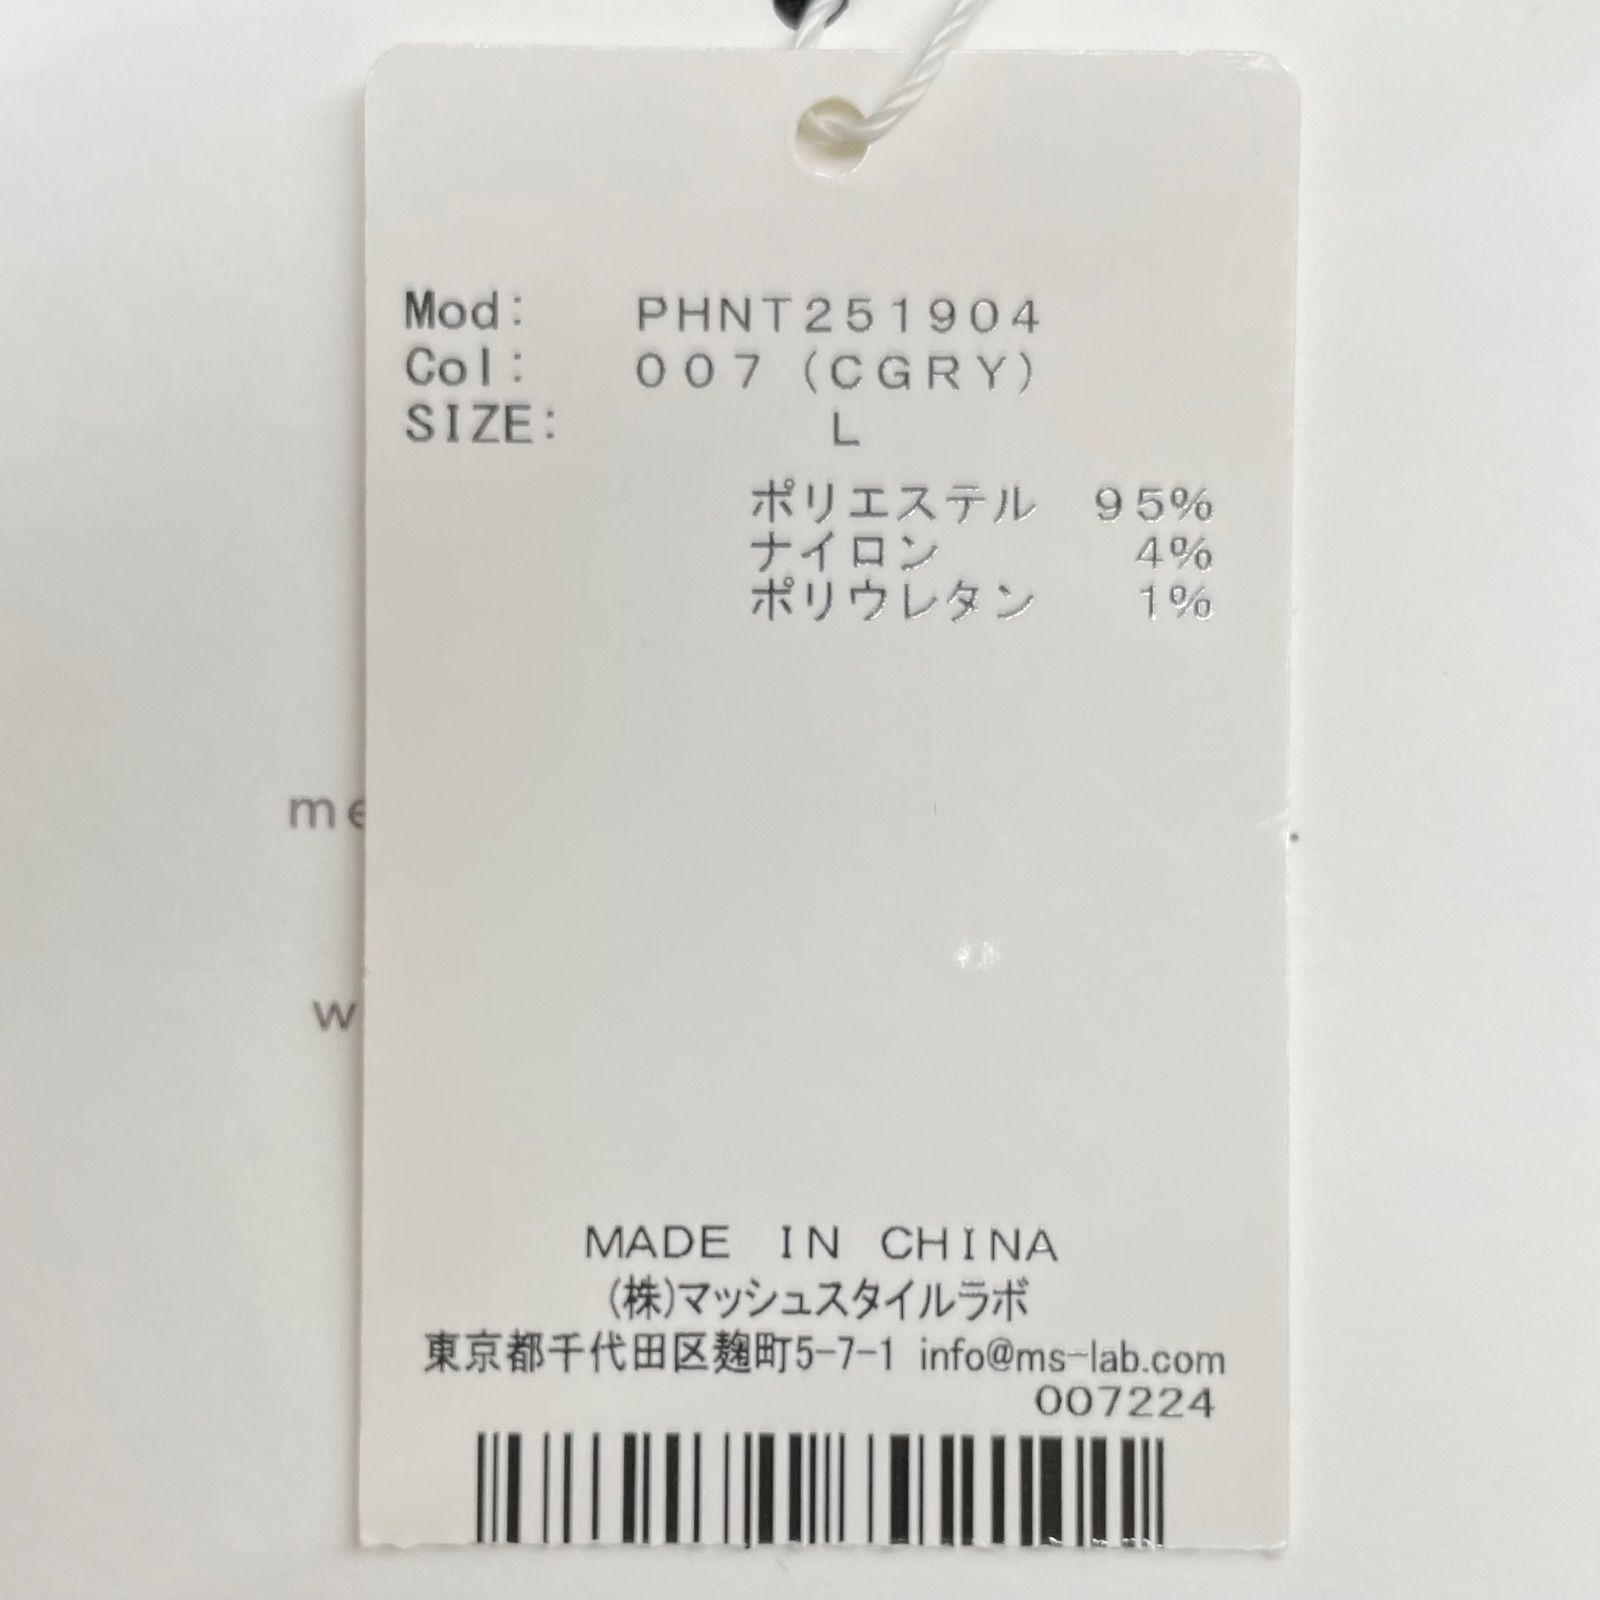 Mod: PHNT251904
Col: 007(CGRY)
SIZE: L
ポリエステル 95%
ナイロン 4%
ポリウレタン 1%
MADE IN CHINA
(株)マッシュスタイルラボ
東京都千代田区麹町5-7-1 info@ms-lab.com
007224